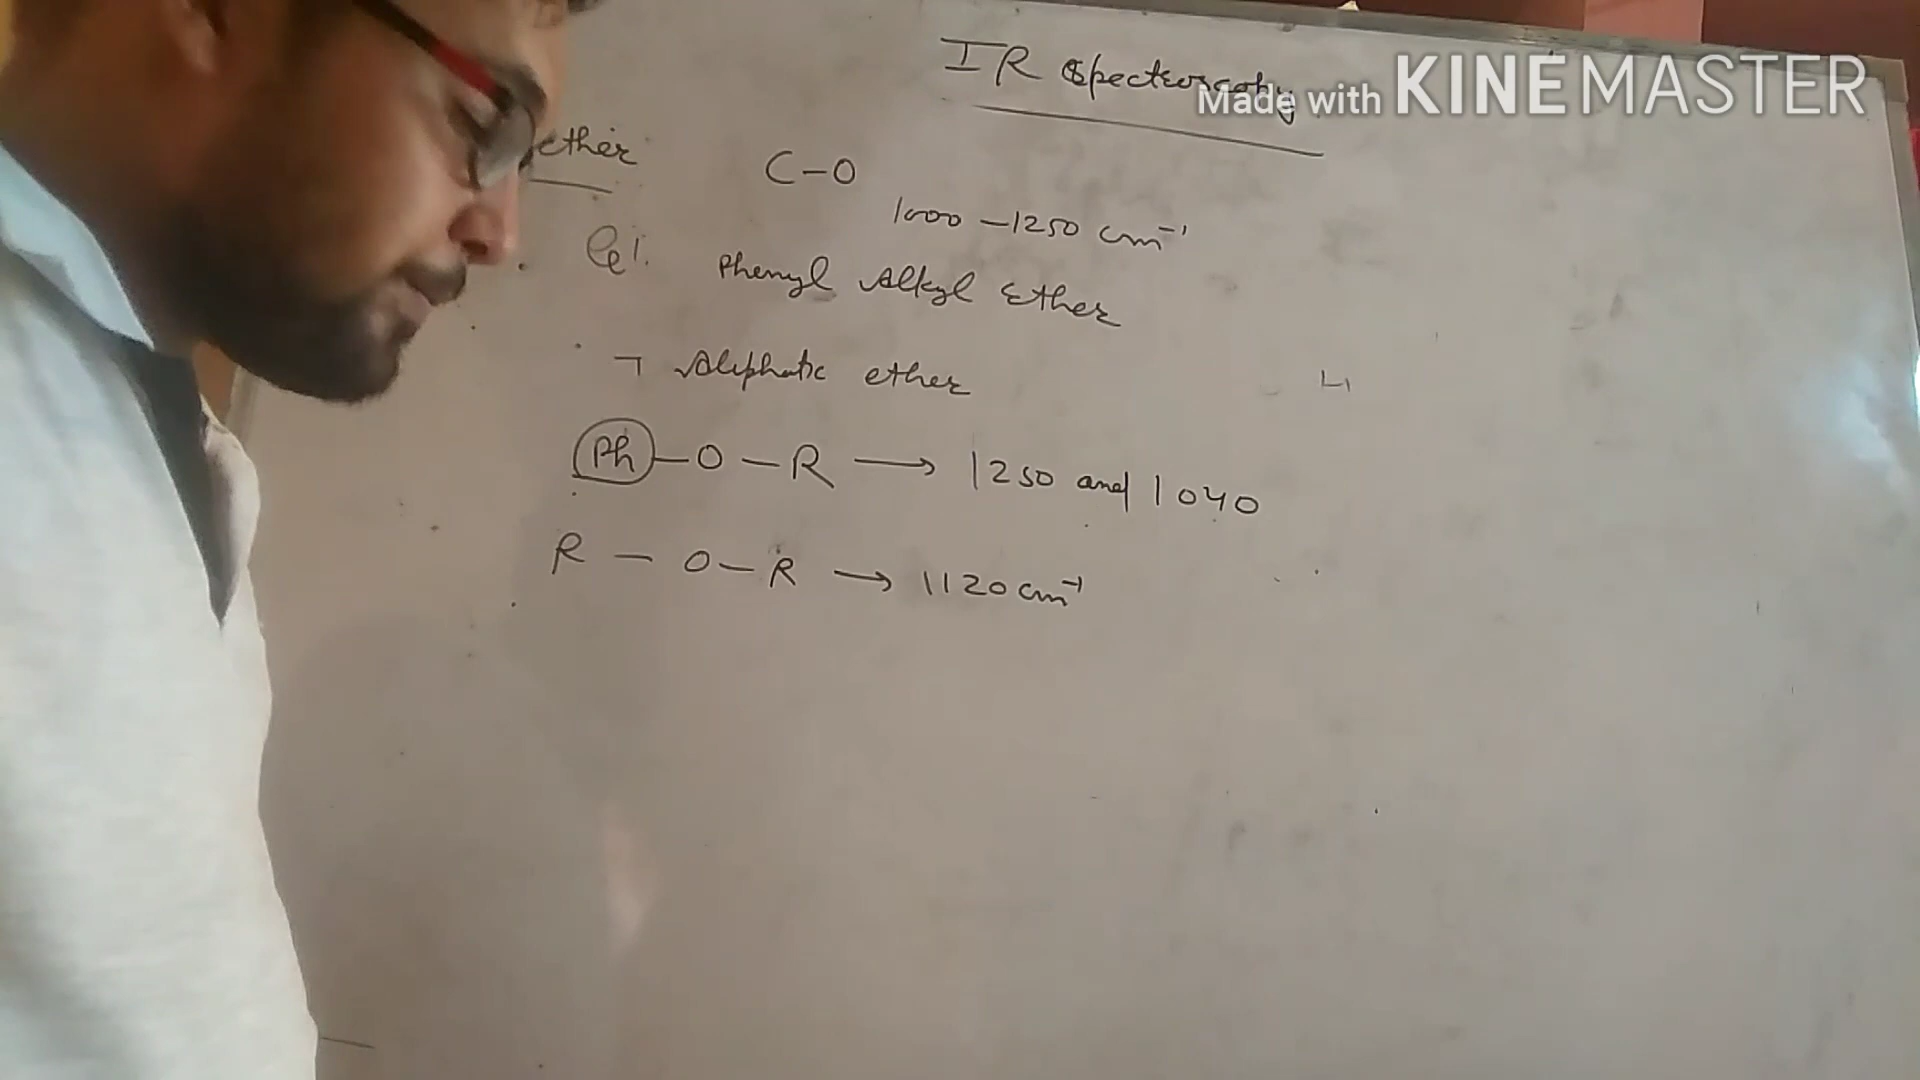 IR Spectroscopy
Made with KINEMASTER
ether C-O
1000 - 1250 cm⁻¹
Phenyl Alkyl Ether
Aliphatic ether
Ph - O - R → 1250 and 1040
R - O - R → 1120 cm⁻¹